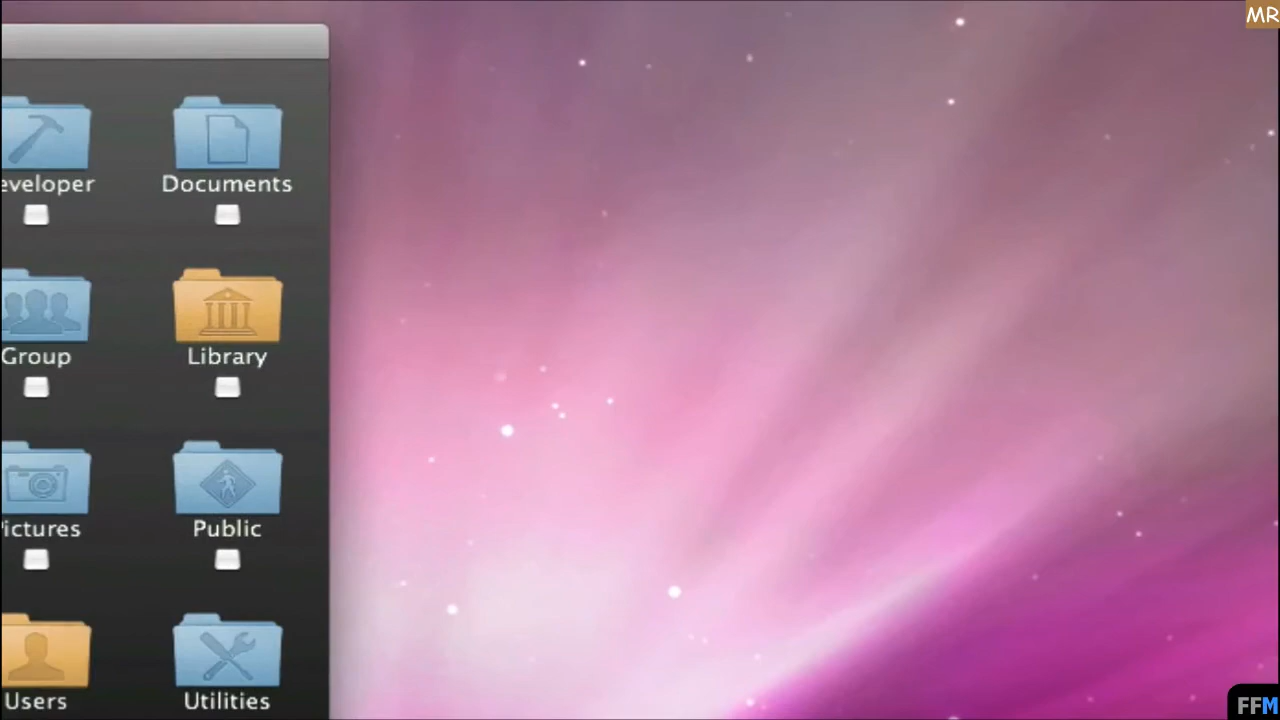 MR
eveloper
Documents
Group
Library
ictures
Public
Users
Utilities
FFM